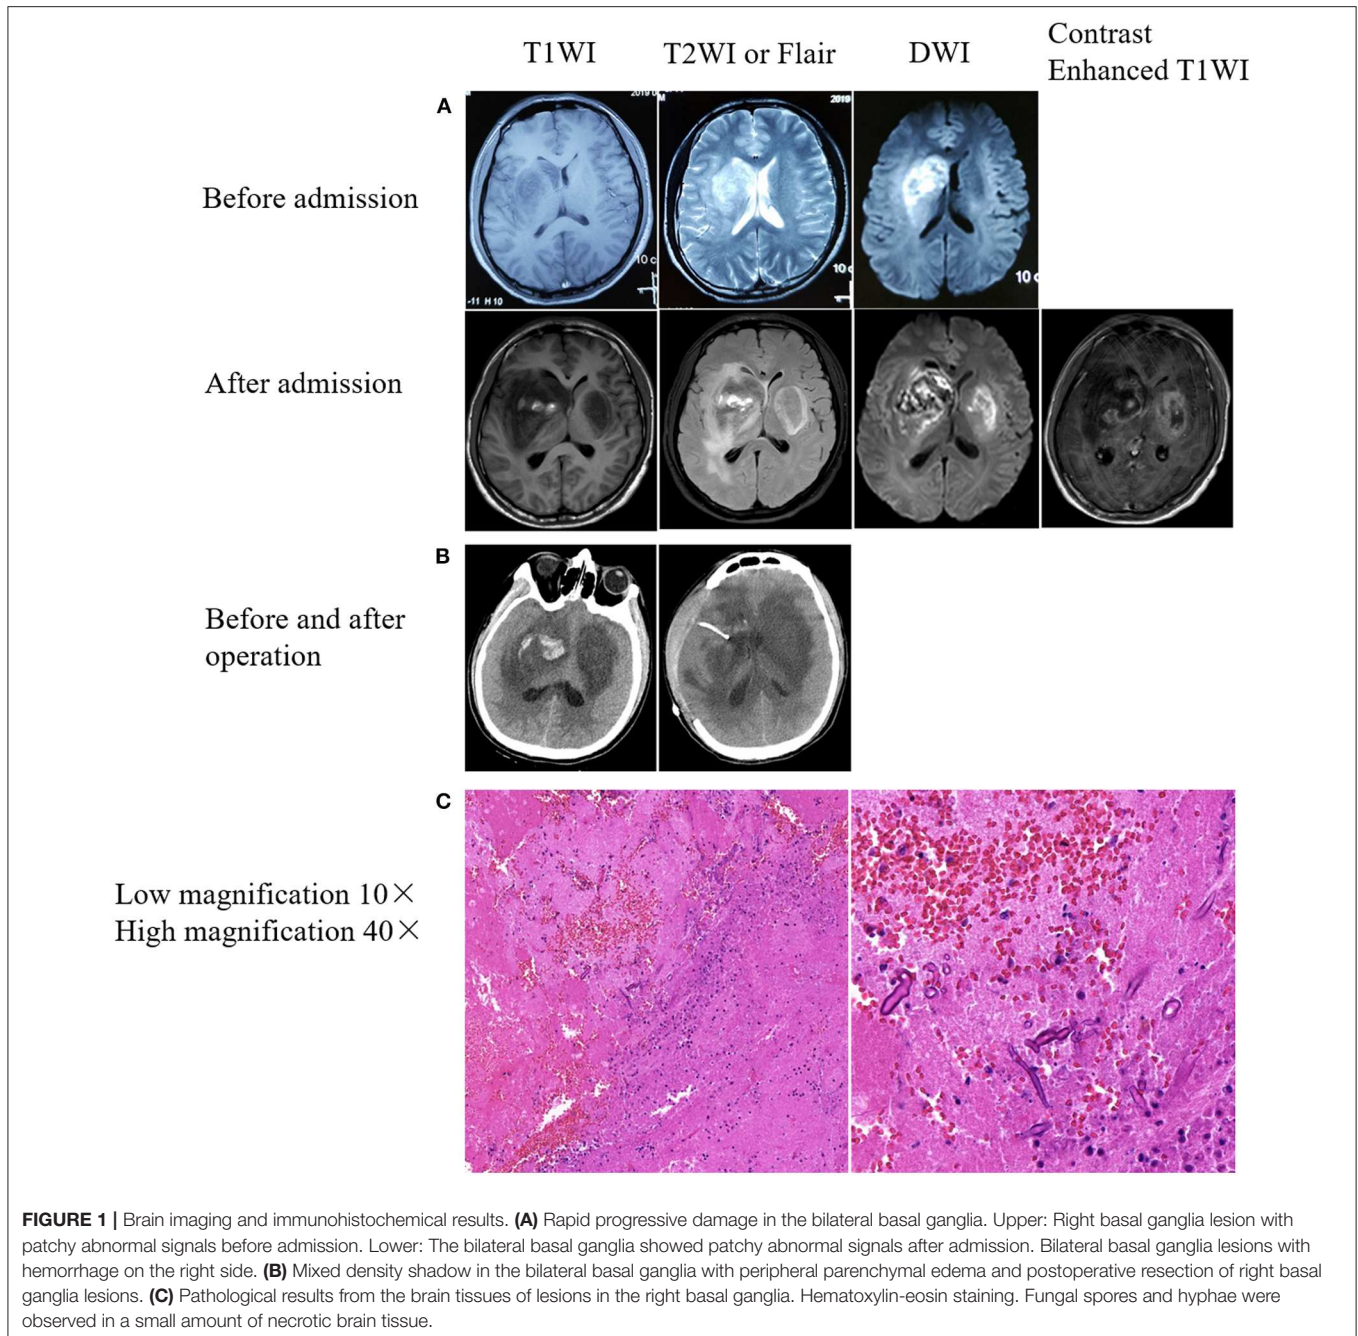 T1WI
T2WI or Flair
DWI
Contrast
Enhanced T1WI
A
M
2019
Before admission
10 c
10
-11 H 10
After admission
B
Before and after
operation
C
Low magnification 10×
High magnification 40×
FIGURE 1 | Brain imaging and immunohistochemical results. (A) Rapid progressive damage in the bilateral basal ganglia. Upper: Right basal ganglia lesion with
patchy abnormal signals before admission. Lower: The bilateral basal ganglia showed patchy abnormal signals after admission. Bilateral basal ganglia lesions with
hemorrhage on the right side. (B) Mixed density shadow in the bilateral basal ganglia with peripheral parenchymal edema and postoperative resection of right basal
ganglia lesions. (C) Pathological results from the brain tissues of lesions in the right basal ganglia. Hematoxylin-eosin staining. Fungal spores and hyphae were
observed in a small amount of necrotic brain tissue.